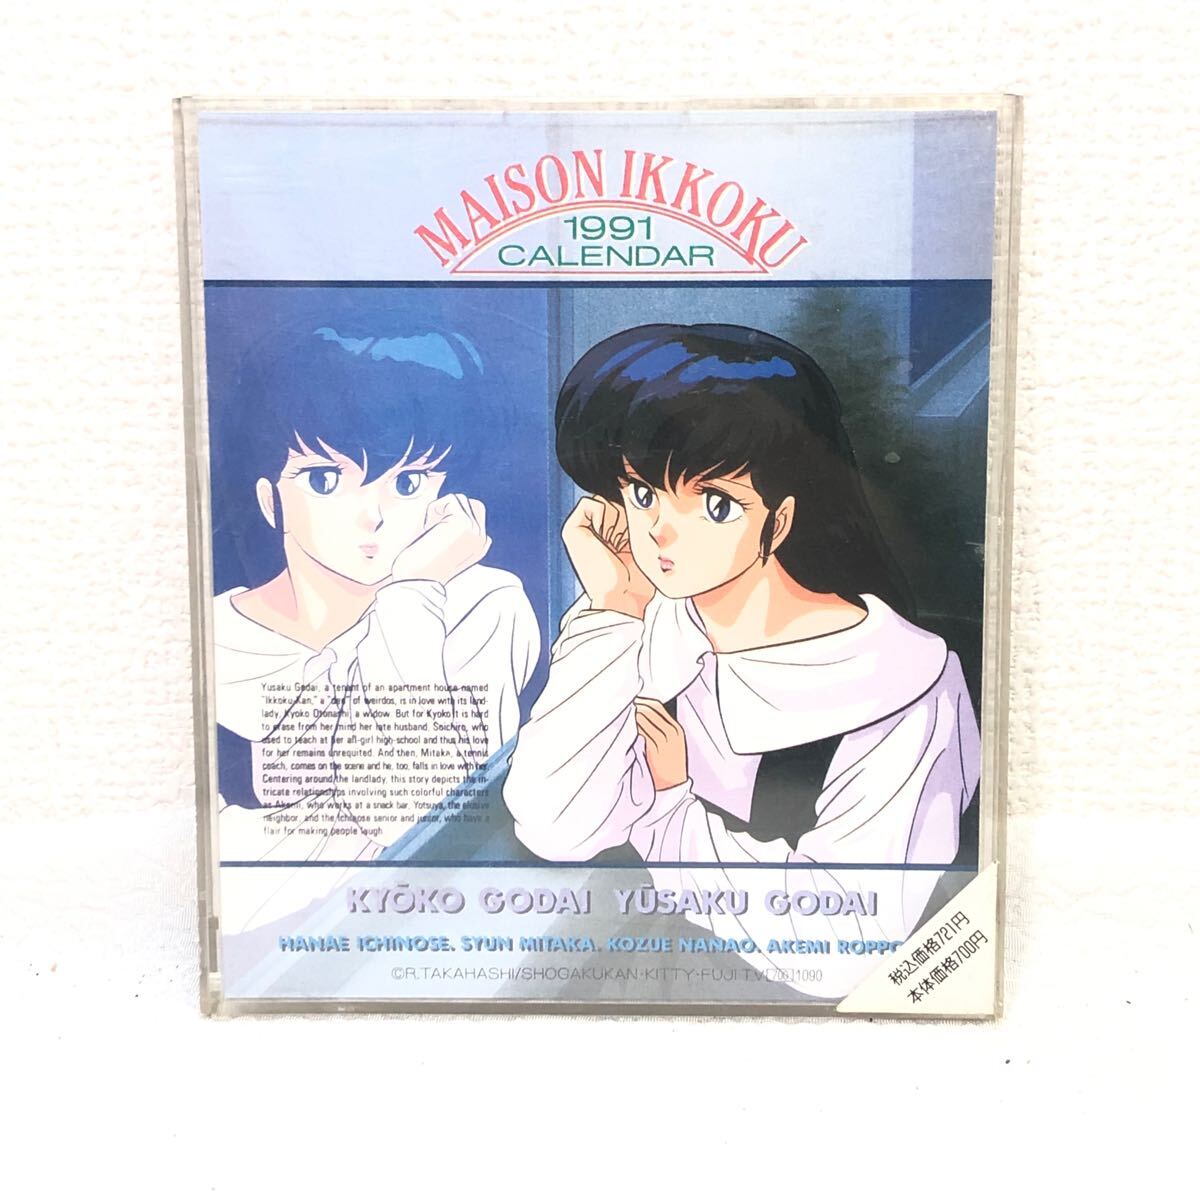 MAISON IKKOKU
1991
CALENDAR
Yusaku Godai, a tenant of an apartment house named
"Ikkoku-Kan," a "den" of weirdos, is in love with its land-
lady, Kyoko Otonashi, a widow. But for Kyoko it is hard
to erase from her mind her late husband, Soichiro, who
used to teach at her all-girl high-school and thus his love
for her remains unrequited. And then, Mitaka, a tennis
coach, comes on the scene and he, too, falls in love with her.
Centering around the landlady, this story depicts the in-
tricate relationships involving such colorful characters
as Akemi, who works at a snack bar, Yotsuya, the elusive
neighbor, and the Ichinose senior and junior, who have a
flair for making people laugh
KYŌKO GODAI YŪSAKU GODAI
HANAE ICHINOSE. SYUN MITAKA. KOZUE NANAO. AKEMI ROPPO
©R.TAKAHASHI/SHOGAKUKAN·KITTY·FUJI T.V[706]1090
税込価格721円
本体価格700円